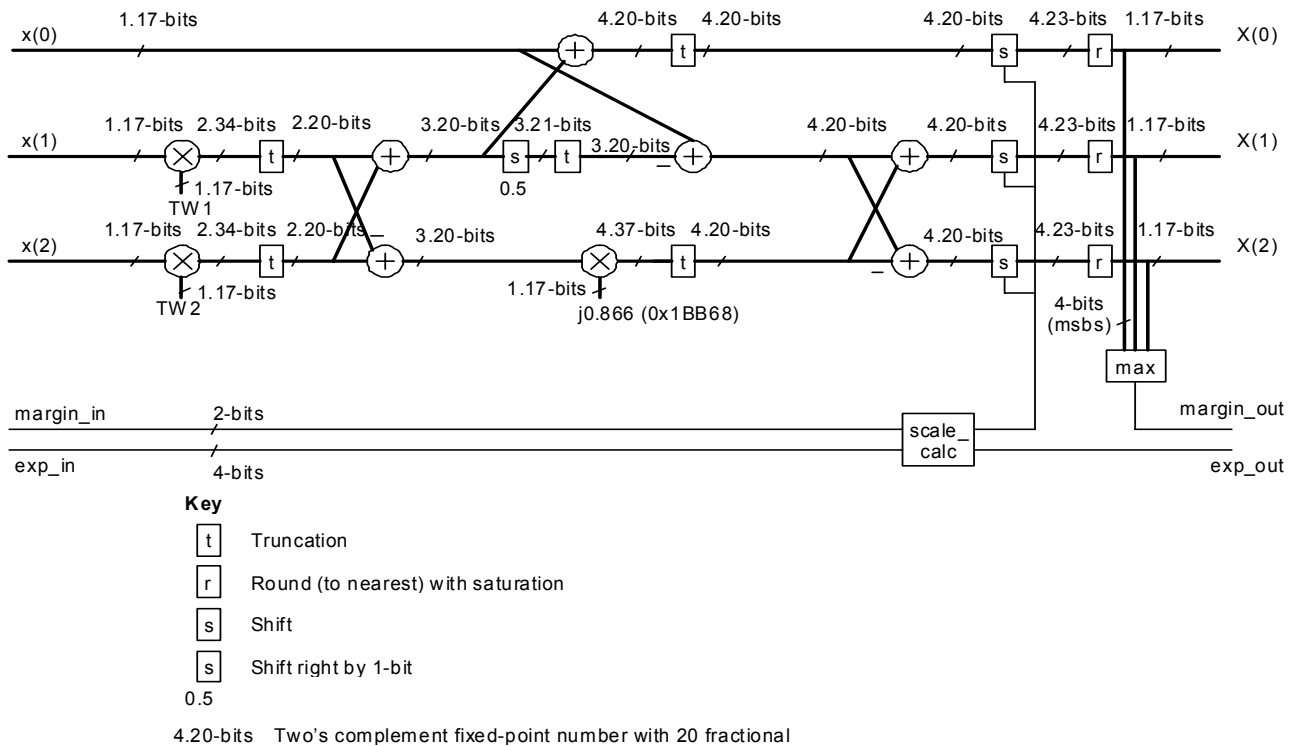 1.17-bits 4.20-bits 4.20-bits 4.20-bits 4.23-bits 1.17-bits
x(0) + t s r X(0)
1.17-bits 2.34-bits 2.20-bits 3.20-bits 3.21-bits 3.20-bits 4.20-bits 4.20-bits 4.23-bits 1.17-bits
x(1) × t + s t − + + s r X(1)
1.17-bits 0.5
TW1
1.17-bits 2.34-bits 2.20-bits − 3.20-bits 4.37-bits 4.20-bits 4.20-bits 4.23-bits 1.17-bits
x(2) × t + × t − + s r X(2)
1.17-bits 1.17-bits
TW2 j0.866 (0x1BB68)
4-bits
(msbs)
max
margin_in 2-bits margin_out
scale_
calc
exp_in 4-bits exp_out
Key
t Truncation
r Round (to nearest) with saturation
s Shift
s Shift right by 1-bit
0.5
4.20-bits Two's complement fixed-point number with 20 fractional